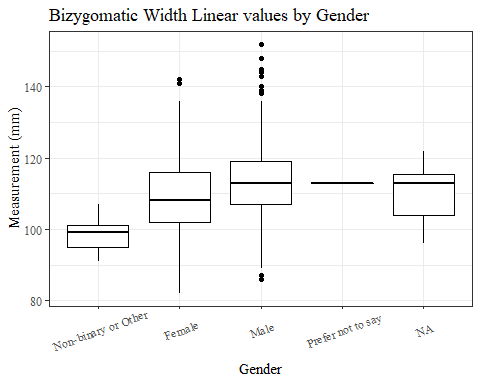 Bizygomatic Width Linear values by Gender
Measurement (mm)
140
120
100
80
Non-binary or Other
Female
Male
Prefer not to say
NA
Gender